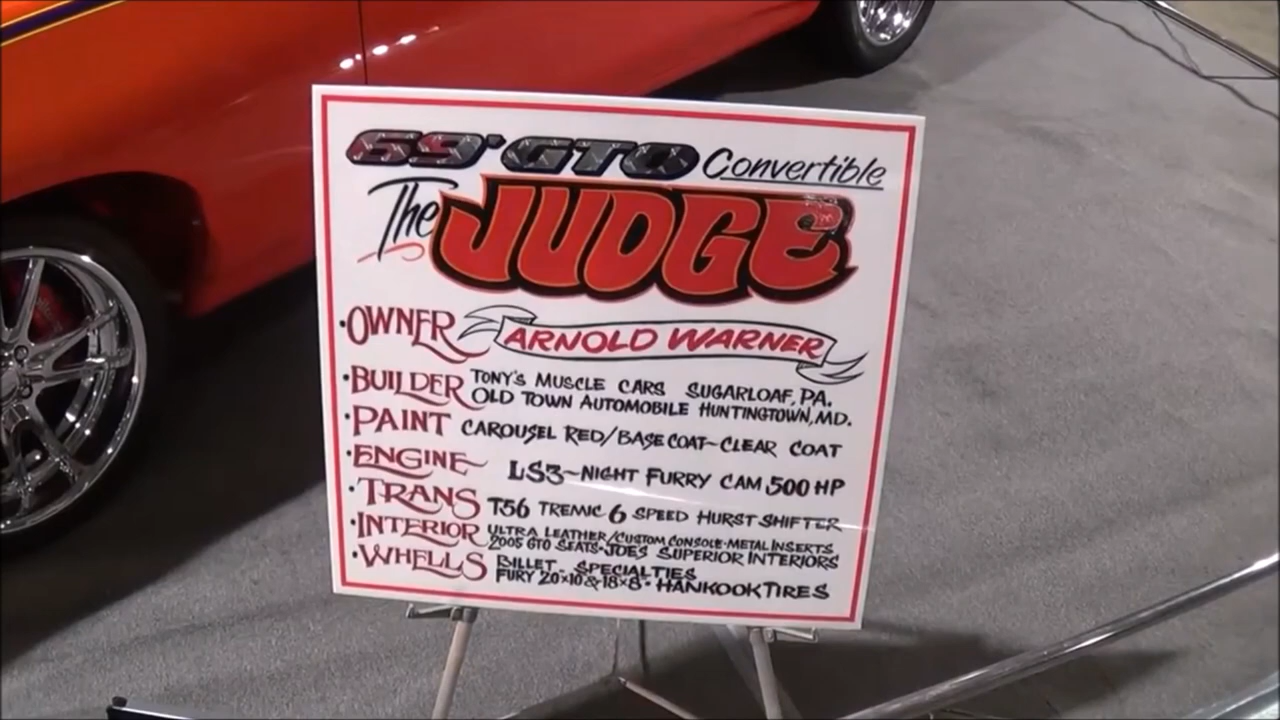 69' GTO Convertible
The JUDGE
·OWNER ARNOLD WARNER
·BUILDER TONY'S MUSCLE CARS SUGARLOAF, PA.
OLD TOWN AUTOMOBILE HUNTINGTOWN, MD.
·PAINT CAROUSEL RED/BASE COAT~CLEAR COAT
·ENGINE LS3~NIGHT FURRY CAM 500 HP
·TRANS T56 TREMIC 6 SPEED HURST SHIFTER
·INTERIOR ULTRA LEATHER/CUSTOM CONSOLE-METAL INSERTS
2005 GTO SEATS·JOE'S SUPERIOR INTERIORS
·WHELLS BILLET - SPECIALTIES
FURY 20x10 & 18x8· HANKOOK TIRES